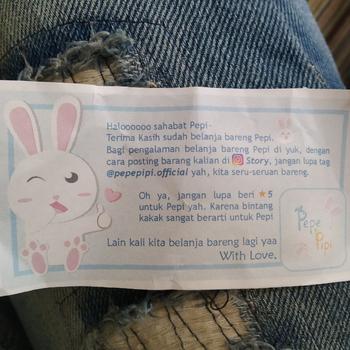 Haloooooo sahabat Pepi~
Terima Kasih sudah belanja bareng Pepi.
Bagi pengalaman belanja bareng Pepi di yuk, dengan
cara posting barang kalian di Story, jangan lupa tag
@pepepipi.official yah, kita seru-seruan bareng.
Oh ya, jangan lupa beri ★5
untuk Pepi yah. Karena bintang
kakak sangat berarti untuk Pepi
Lain kali kita belanja bareng lagi yaa
With Love.
Pepe
Pipi